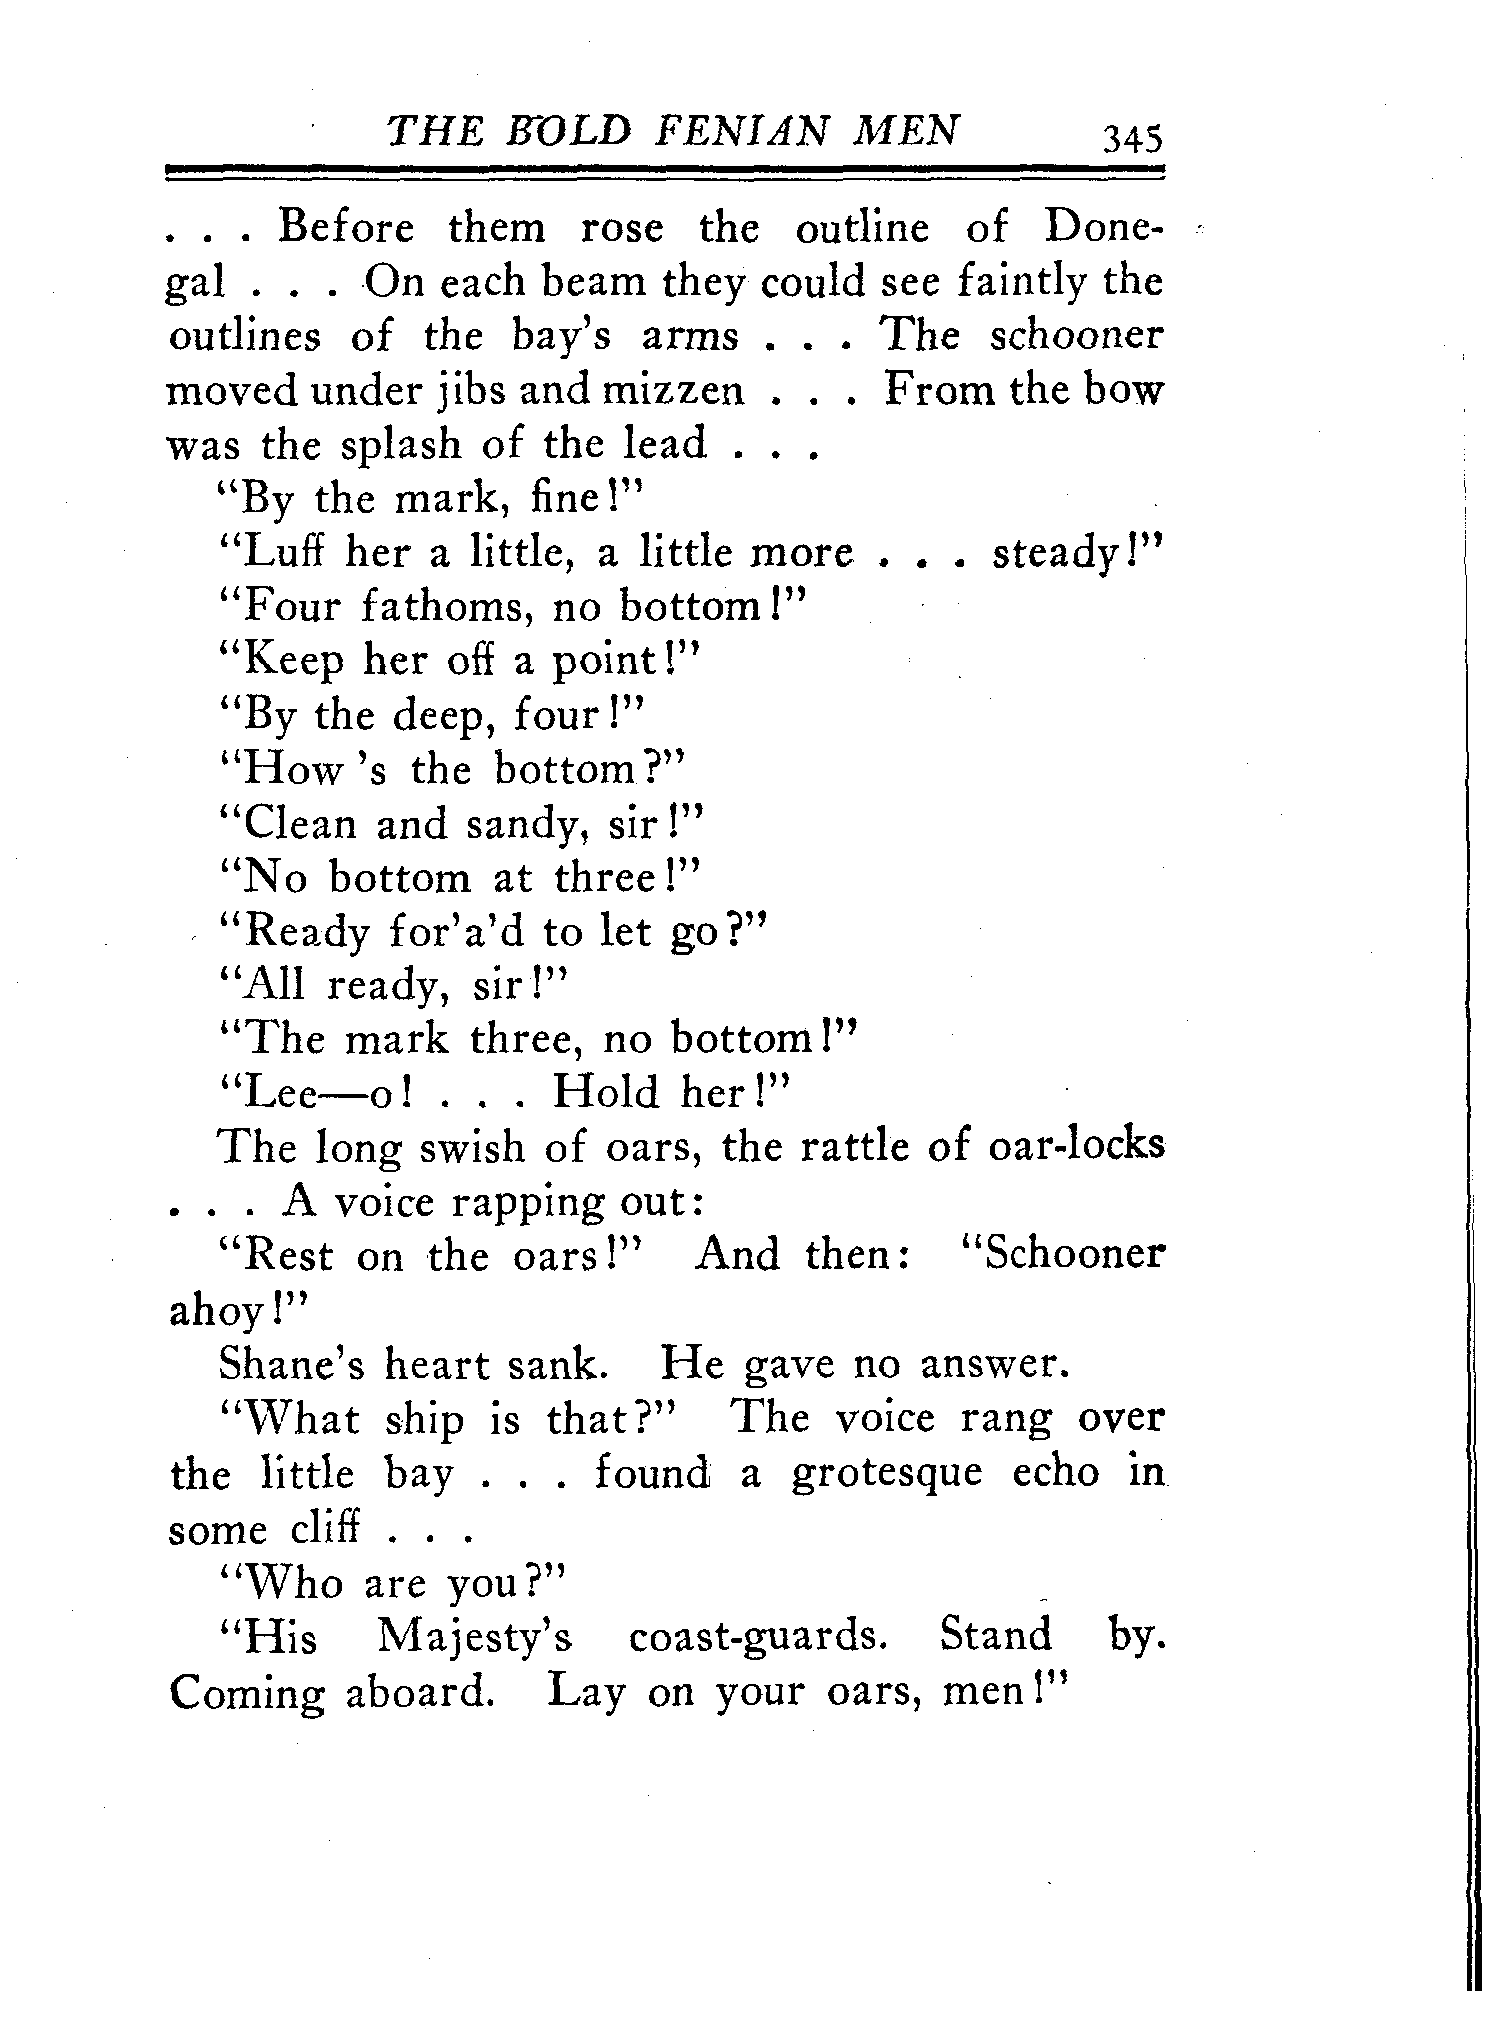 THE BOLD FENIAN MEN 345
. . . Before them rose the outline of Done-
gal . . . On each beam they could see faintly the
outlines of the bay's arms . . . The schooner
moved under jibs and mizzen . . . From the bow
was the splash of the lead . . .
"By the mark, fine!"
"Luff her a little, a little more . . . steady!"
"Four fathoms, no bottom!"
"Keep her off a point!"
"By the deep, four!"
"How 's the bottom?"
"Clean and sandy, sir!"
"No bottom at three!"
"Ready for'a'd to let go?"
"All ready, sir!"
"The mark three, no bottom!"
"Lee—o! . . . Hold her!"
The long swish of oars, the rattle of oar-locks
. . . A voice rapping out:
"Rest on the oars!" And then: "Schooner
ahoy!"
Shane's heart sank. He gave no answer.
"What ship is that?" The voice rang over
the little bay . . . found a grotesque echo in
some cliff . . .
"Who are you?"
"His Majesty's coast-guards. Stand by.
Coming aboard. Lay on your oars, men!"